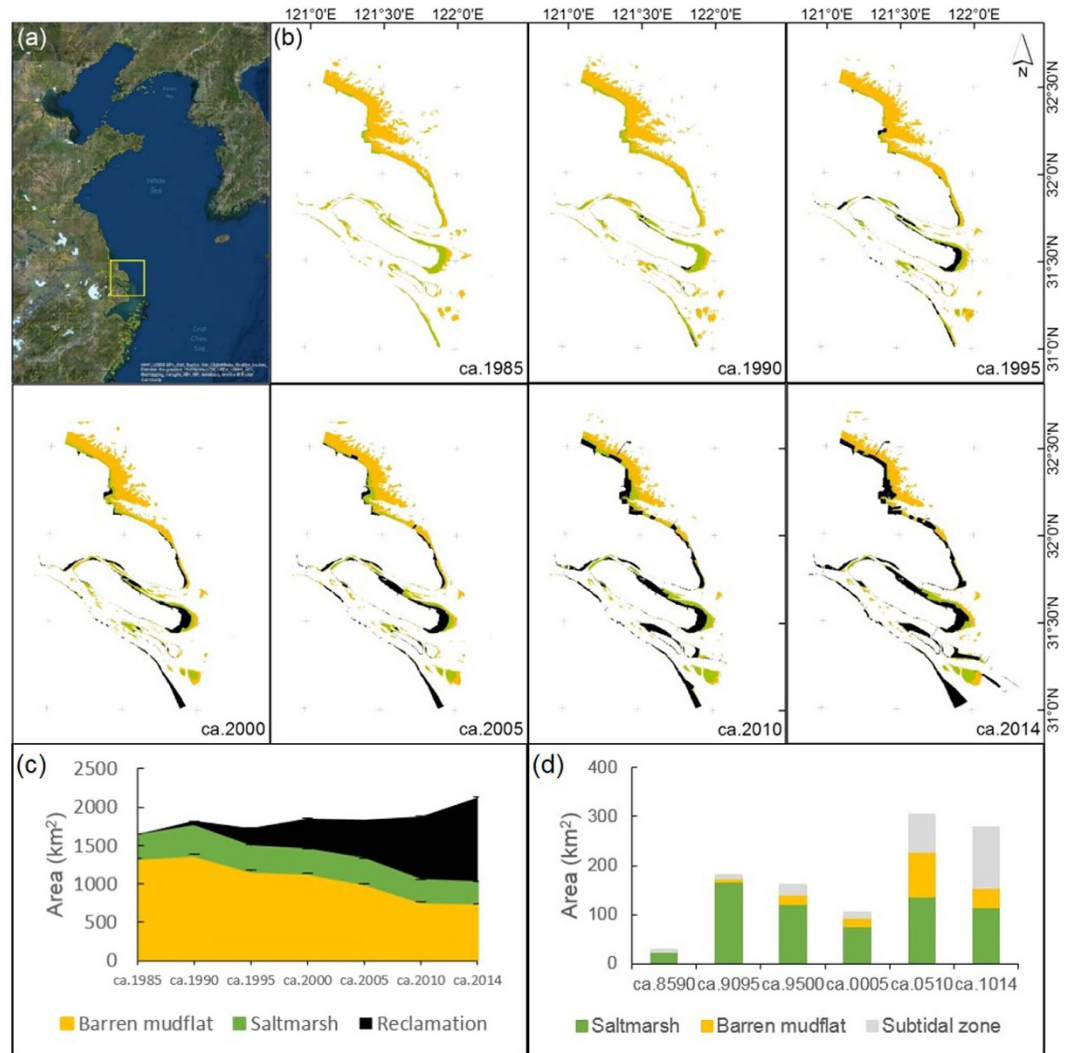 (a)
Yellow
Sea
East
China
Sea
(b)
121°0'E 121°30'E 122°0'E
121°0'E 121°30'E 122°0'E
121°0'E 121°30'E 122°0'E
N
32°30'N
32°0'N
31°30'N
31°0'N
ca.1985
ca.1990
ca.1995
32°30'N
32°0'N
31°30'N
31°0'N
ca.2000
ca.2005
ca.2010
ca.2014
(c)
Area (km²)
2500
2000
1500
1000
500
0
ca.1985 ca.1990 ca.1995 ca.2000 ca.2005 ca.2010 ca.2014
Barren mudflat Saltmarsh Reclamation
(d)
Area (km²)
400
300
200
100
0
ca.8590 ca.9095 ca.9500 ca.0005 ca.0510 ca.1014
Saltmarsh Barren mudflat Subtidal zone